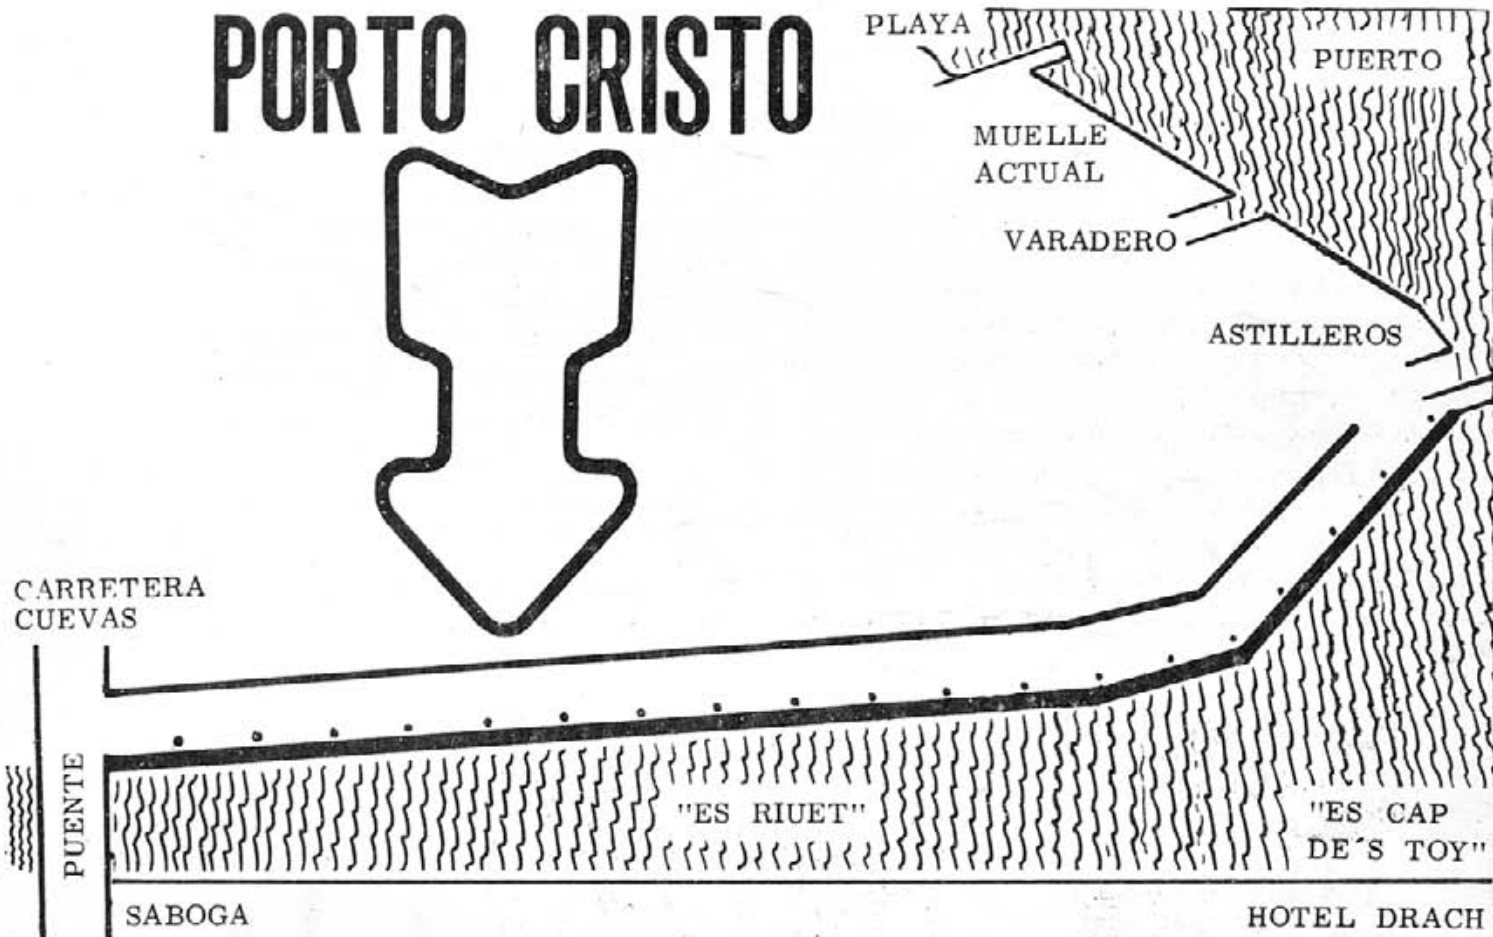 PORTO CRISTO
PLAYA
PUERTO
MUELLE
ACTUAL
VARADERO
ASTILLEROS
CARRETERA
CUEVAS
PUENTE
"ES RIUET"
"ES CAP
DE´S TOY"
SABOGA
HOTEL DRACH